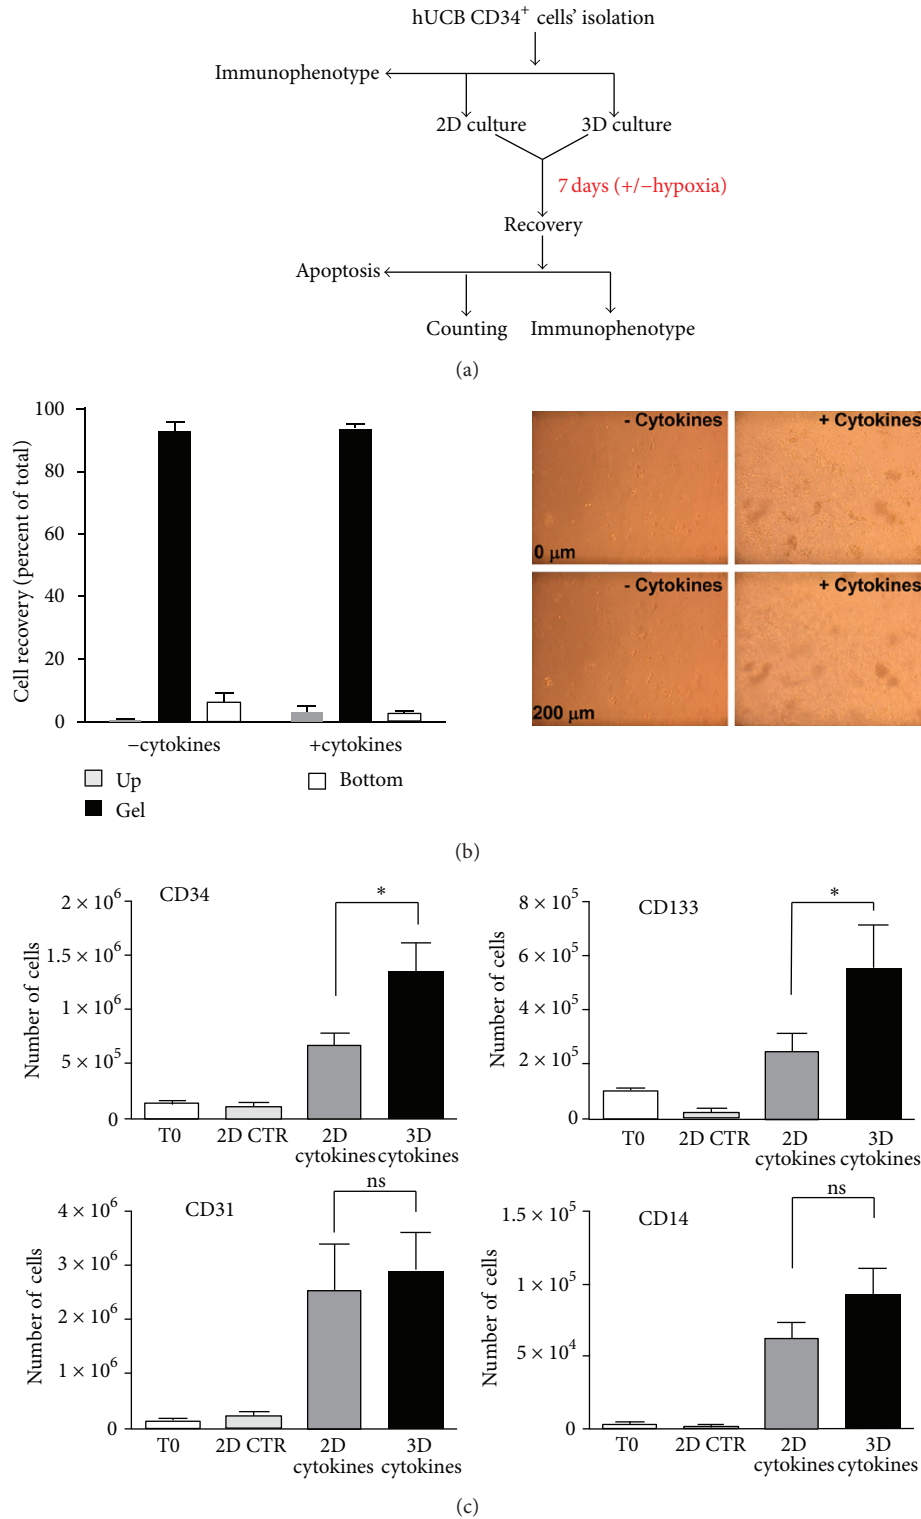 hUCB CD34+ cells’ isolation
Immunophenotype
2D culture
3D culture
7 days (+/−hypoxia)
Recovery
Apoptosis
Counting
Immunophenotype
(a)
Cell recovery (percent of total)
100
80
60
40
20
0
−cytokines
+cytokines
Up
Bottom
Gel
- Cytokines
0 μm
+ Cytokines
- Cytokines
200 μm
+ Cytokines
(b)
CD34
Number of cells
2 × 10^6
1.5 × 10^6
1 × 10^6
5 × 10^5
0
*
T0
2D CTR
2D cytokines
3D cytokines
CD133
Number of cells
8 × 10^5
6 × 10^5
4 × 10^5
2 × 10^5
0
*
T0
2D CTR
2D cytokines
3D cytokines
CD31
Number of cells
4 × 10^6
3 × 10^6
2 × 10^6
1 × 10^6
0
ns
T0
2D CTR
2D cytokines
3D cytokines
CD14
Number of cells
1.5 × 10^5
1 × 10^5
5 × 10^4
0
ns
T0
2D CTR
2D cytokines
3D cytokines
(c)